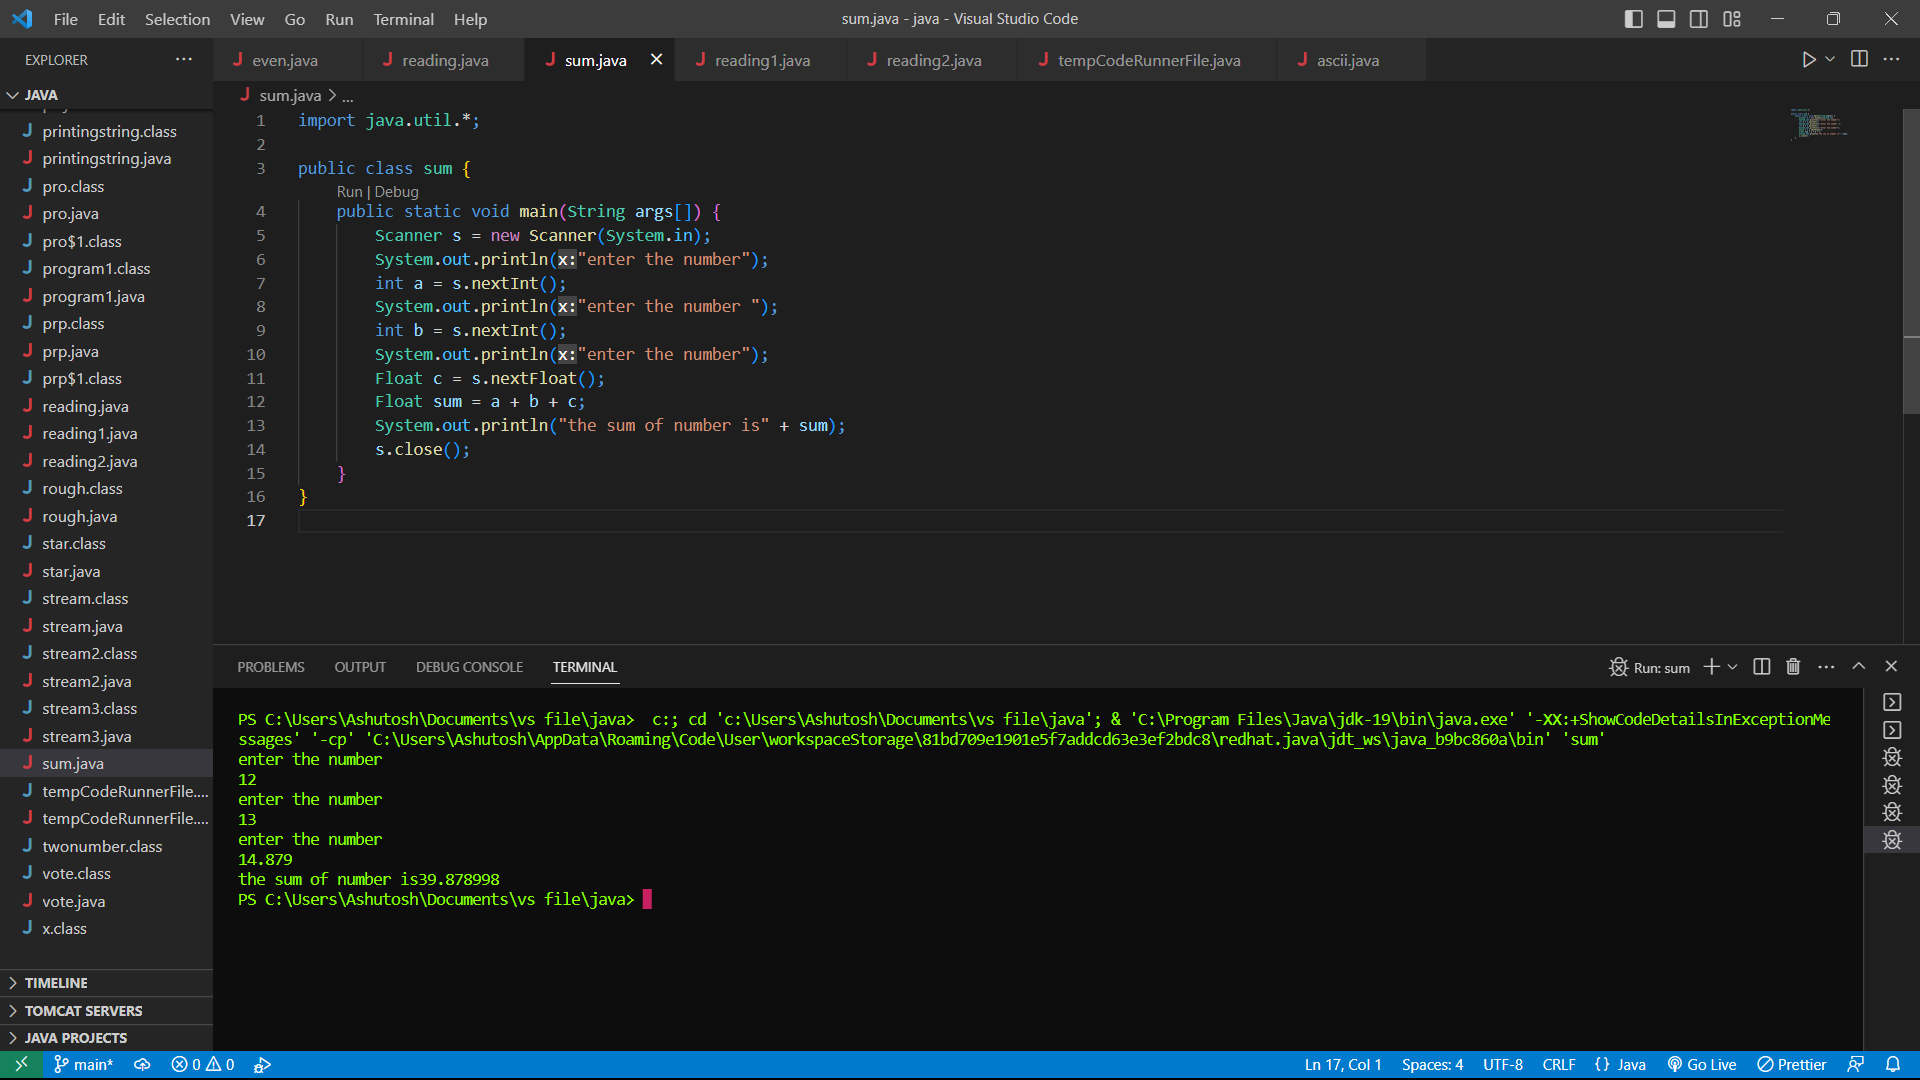 File Edit Selection View Go Run Terminal Help
sum.java - java - Visual Studio Code
EXPLORER
even.java reading.java sum.java reading1.java reading2.java tempCodeRunnerFile.java ascii.java
JAVA
printingstring.class
printingstring.java
pro.class
pro.java
pro$1.class
program1.class
program1.java
prp.class
prp.java
prp$1.class
reading.java
reading1.java
reading2.java
rough.class
rough.java
star.class
star.java
stream.class
stream.java
stream2.class
stream2.java
stream3.class
stream3.java
sum.java
tempCodeRunnerFile....
tempCodeRunnerFile....
twonumber.class
vote.class
vote.java
x.class
TIMELINE
TOMCAT SERVERS
JAVA PROJECTS
sum.java > ...
1 import java.util.*;
2
3 public class sum {
Run | Debug
4 public static void main(String args[]) {
5 Scanner s = new Scanner(System.in);
6 System.out.println(x:"enter the number");
7 int a = s.nextInt();
8 System.out.println(x:"enter the number ");
9 int b = s.nextInt();
10 System.out.println(x:"enter the number");
11 Float c = s.nextFloat();
12 Float sum = a + b + c;
13 System.out.println("the sum of number is" + sum);
14 s.close();
15 }
16 }
17
PROBLEMS OUTPUT DEBUG CONSOLE TERMINAL
Run: sum
PS C:\Users\Ashutosh\Documents\vs file\java>  c:; cd 'c:\Users\Ashutosh\Documents\vs file\java'; & 'C:\Program Files\Java\jdk-19\bin\java.exe' '-XX:+ShowCodeDetailsInExceptionMe
ssages' '-cp' 'C:\Users\Ashutosh\AppData\Roaming\Code\User\workspaceStorage\81bd709e1901e5f7addcd63e3ef2bdc8\redhat.java\jdt_ws\java_b9bc860a\bin' 'sum'
enter the number
12
enter the number
13
enter the number
14.879
the sum of number is39.878998
PS C:\Users\Ashutosh\Documents\vs file\java>
main* 0 0
Ln 17, Col 1 Spaces: 4 UTF-8 CRLF {} Java Go Live Prettier